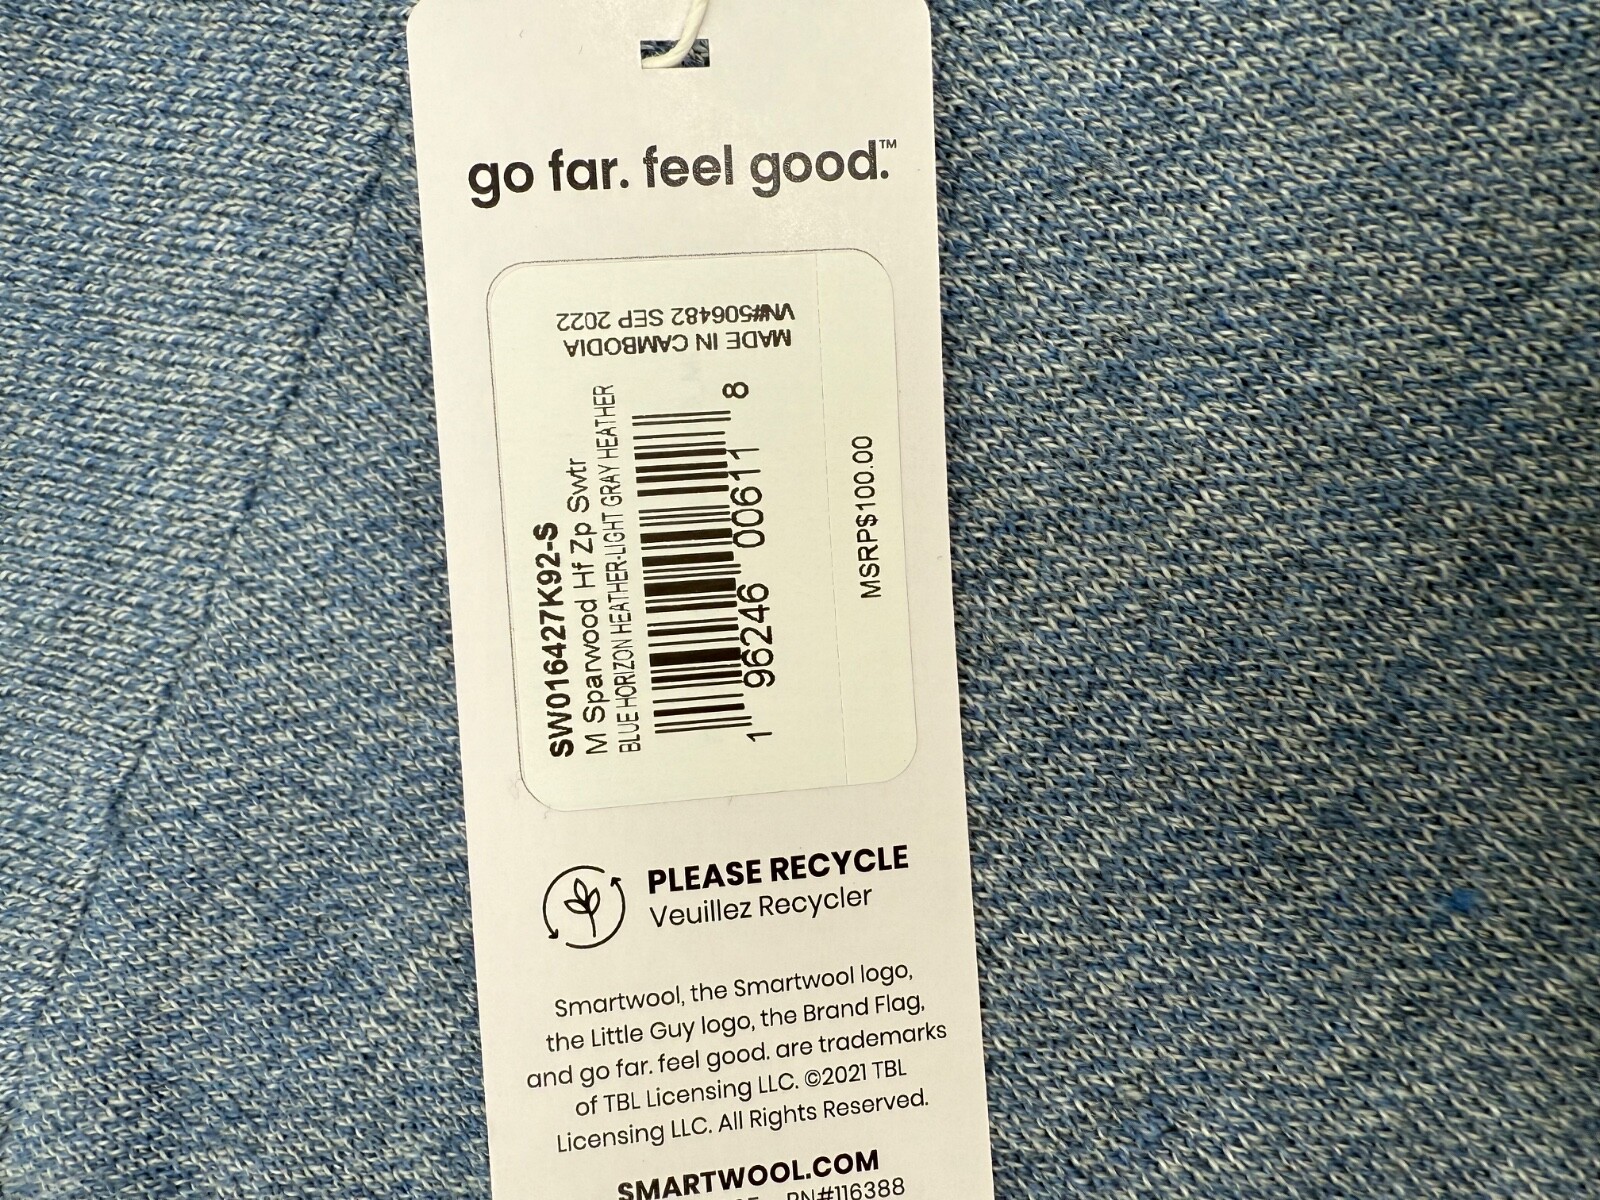 go far. feel good.™
VN#506482 SEP 2022
MADE IN CAMBODIA
SW016427K92-S
M Sparwood Hf Zp Swtr
BLUE HORIZON HEATHER-LIGHT GRAY HEATHER
1 96246 00611 8
MSRP$100.00
PLEASE RECYCLE
Veuillez Recycler
Smartwool, the Smartwool logo,
the Little Guy logo, the Brand Flag,
and go far. feel good. are trademarks
of TBL Licensing LLC. ©2021 TBL
Licensing LLC. All Rights Reserved.
SMARTWOOL.COM
PN#116388